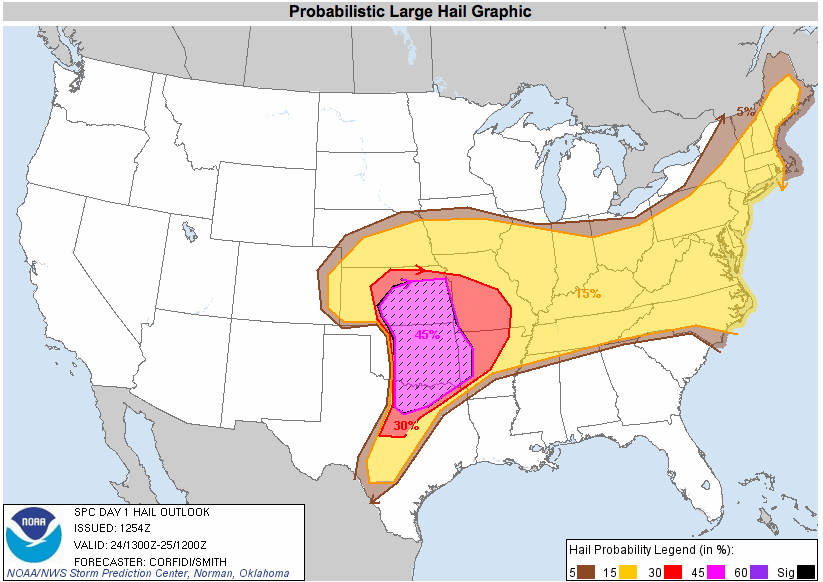 Probabilistic Large Hail Graphic
5%
15%
45%
30%
NOAA
SPC DAY 1 HAIL OUTLOOK
ISSUED: 1254Z
VALID: 24/1300Z-25/1200Z
FORECASTER: CORFIDI/SMITH
NOAA/NWS Storm Prediction Center, Norman, Oklahoma
Hail Probability Legend (in %):
5 15 30 45 60 Sig